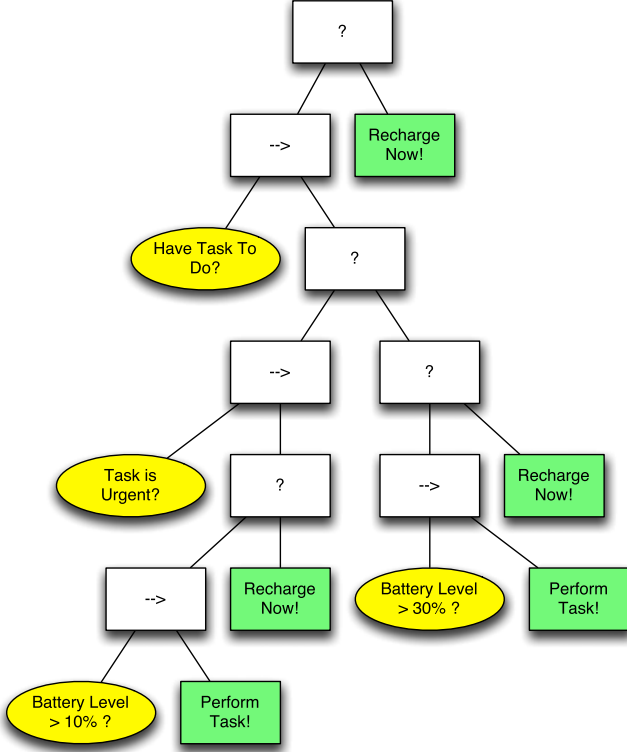 ?
-->
Recharge
Now!
Have Task To
Do?
?
-->
?
Task is
Urgent?
?
-->
Recharge
Now!
-->
Recharge
Now!
Battery Level
> 30% ?
Perform
Task!
Battery Level
> 10% ?
Perform
Task!